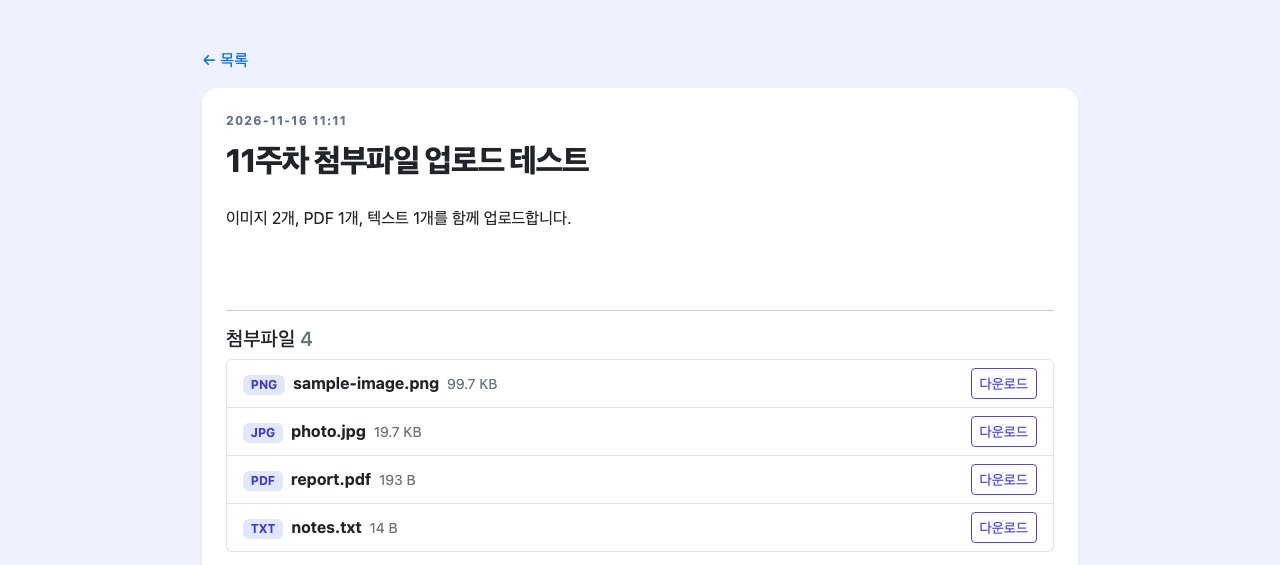 ← 목록
2026-11-16 11:11
11주차 첨부파일 업로드 테스트
이미지 2개, PDF 1개, 텍스트 1개를 함께 업로드합니다.
첨부파일 4
PNG sample-image.png 99.7 KB 다운로드
JPG photo.jpg 19.7 KB 다운로드
PDF report.pdf 193 B 다운로드
TXT notes.txt 14 B 다운로드